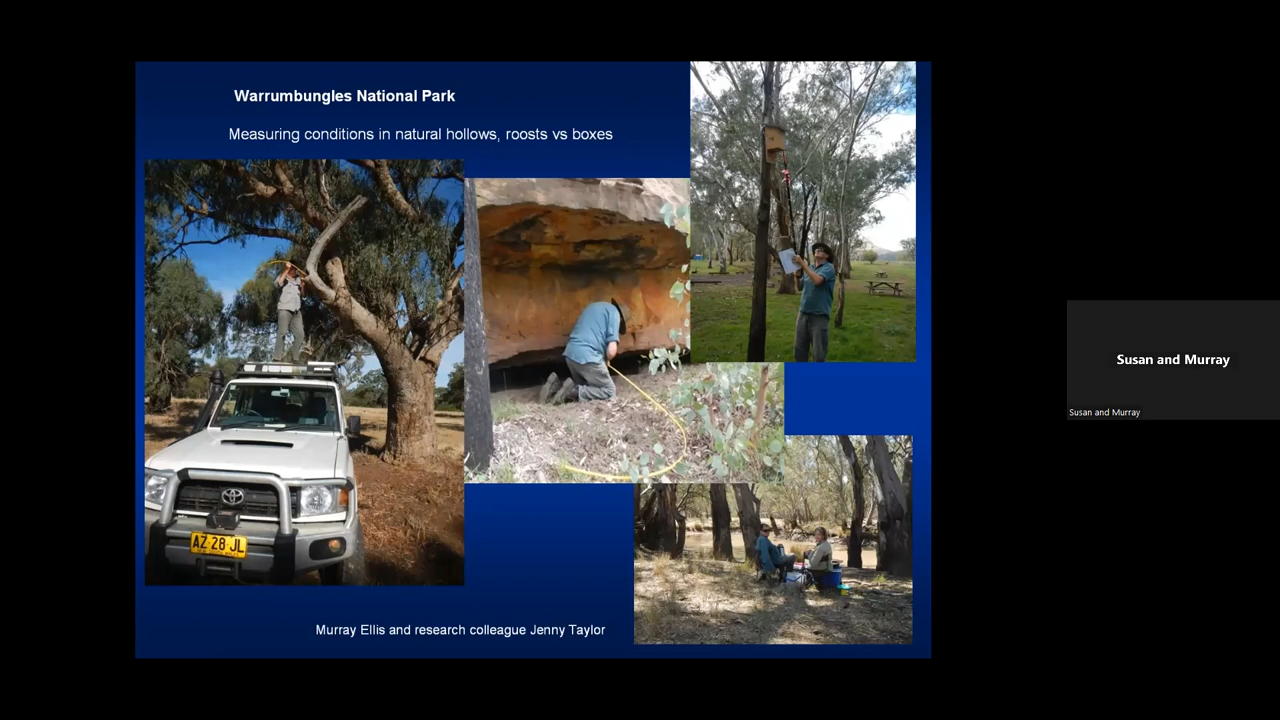 Warrumbungles National Park
Measuring conditions in natural hollows, roosts vs boxes
AZ 28 JL
Murray Ellis and research colleague Jenny Taylor
Susan and Murray
Susan and Murray